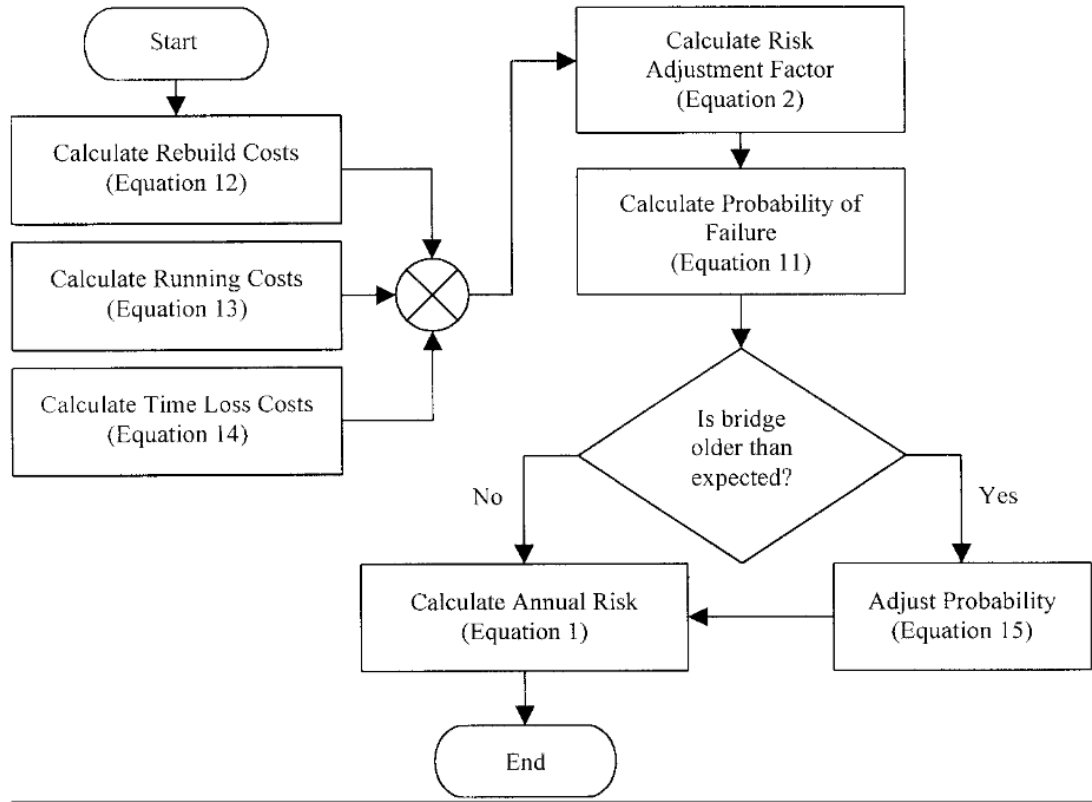 Start
Calculate Rebuild Costs
(Equation 12)
Calculate Running Costs
(Equation 13)
Calculate Time Loss Costs
(Equation 14)
Calculate Risk
Adjustment Factor
(Equation 2)
Calculate Probability of
Failure
(Equation 11)
Is bridge
older than
expected?
No
Yes
Calculate Annual Risk
(Equation 1)
Adjust Probability
(Equation 15)
End